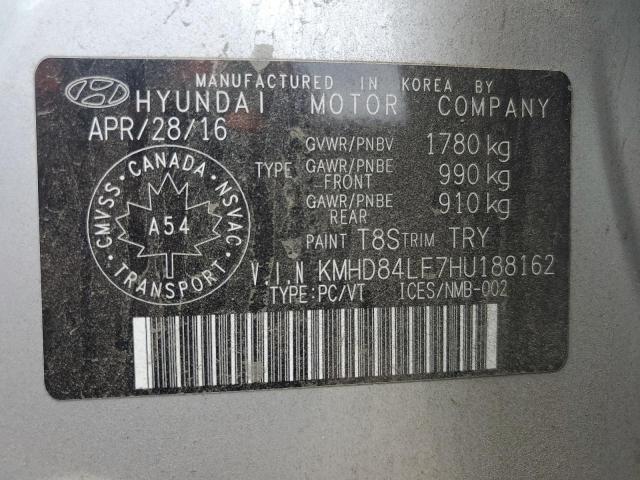 MANUFACTURED IN KOREA BY
HYUNDAI MOTOR COMPANY
APR/28/16
GVWR/PNBV 1780 kg
TYPE GAWR/PNBE FRONT 990 kg
GAWR/PNBE REAR 910 kg
PAINT T8S TRIM TRY
CANADA
CMVSS NSVAC
A54
TRANSPORT
V.I.N KMHD84LF7HU188162
TYPE:PC/VT ICES/NMB-002